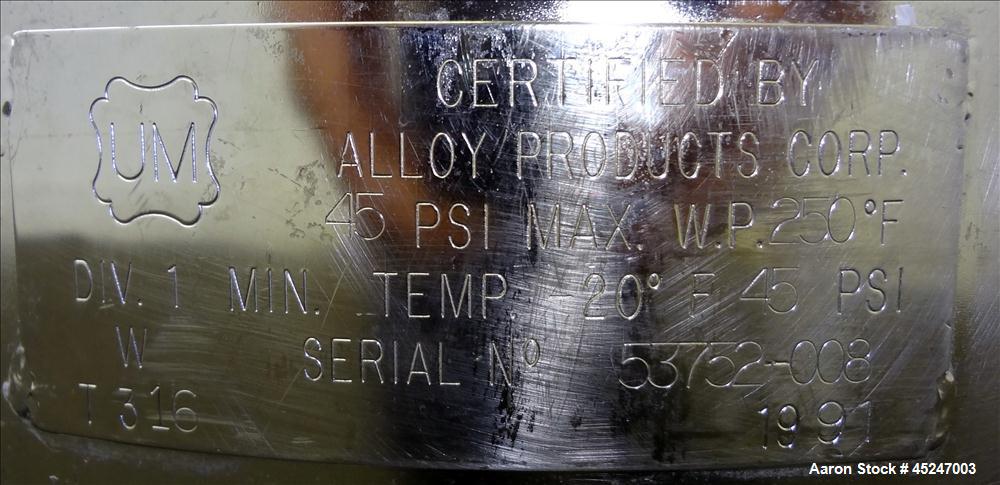 UM
CERTIFIED BY
ALLOY PRODUCTS CORP.
45 PSI MAX. W.P. 250°F
DIV. 1 MIN. TEMP. -20° F 45 PSI
W SERIAL Nº 53752-008
T 316 1991
Aaron Stock # 45247003